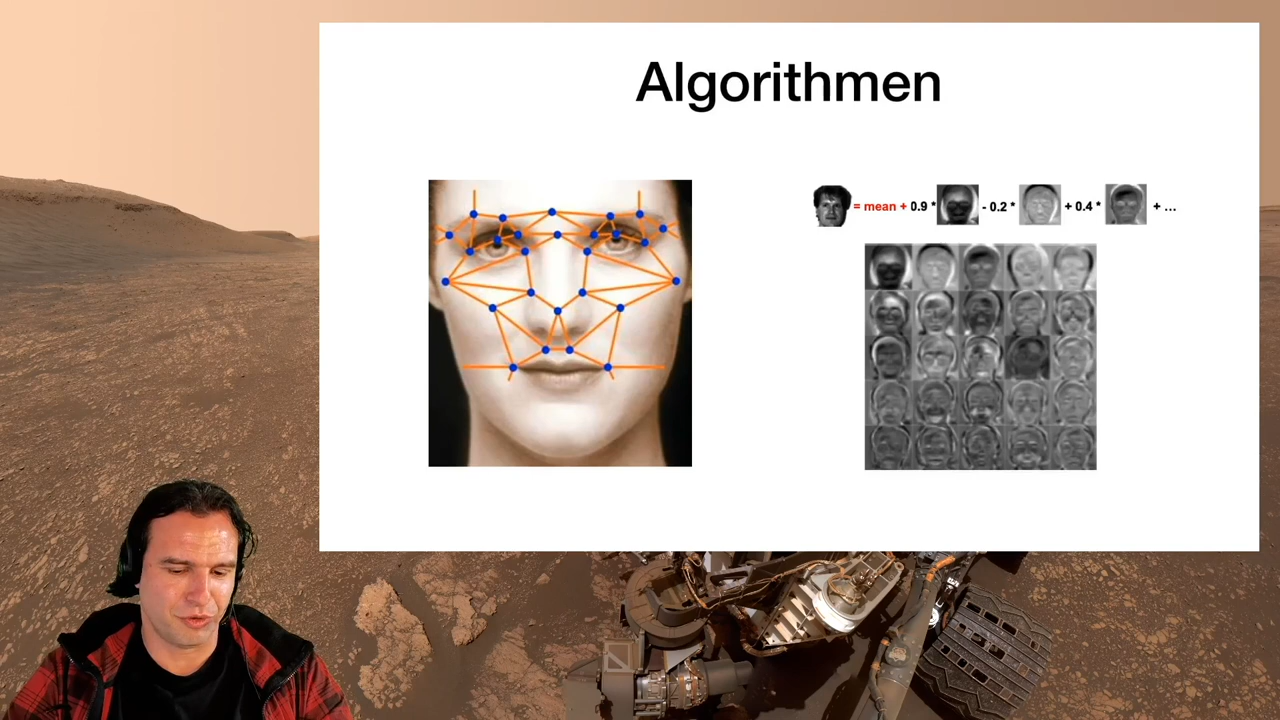 Algorithmen
= mean + 0.9 * - 0.2 * + 0.4 * + ...